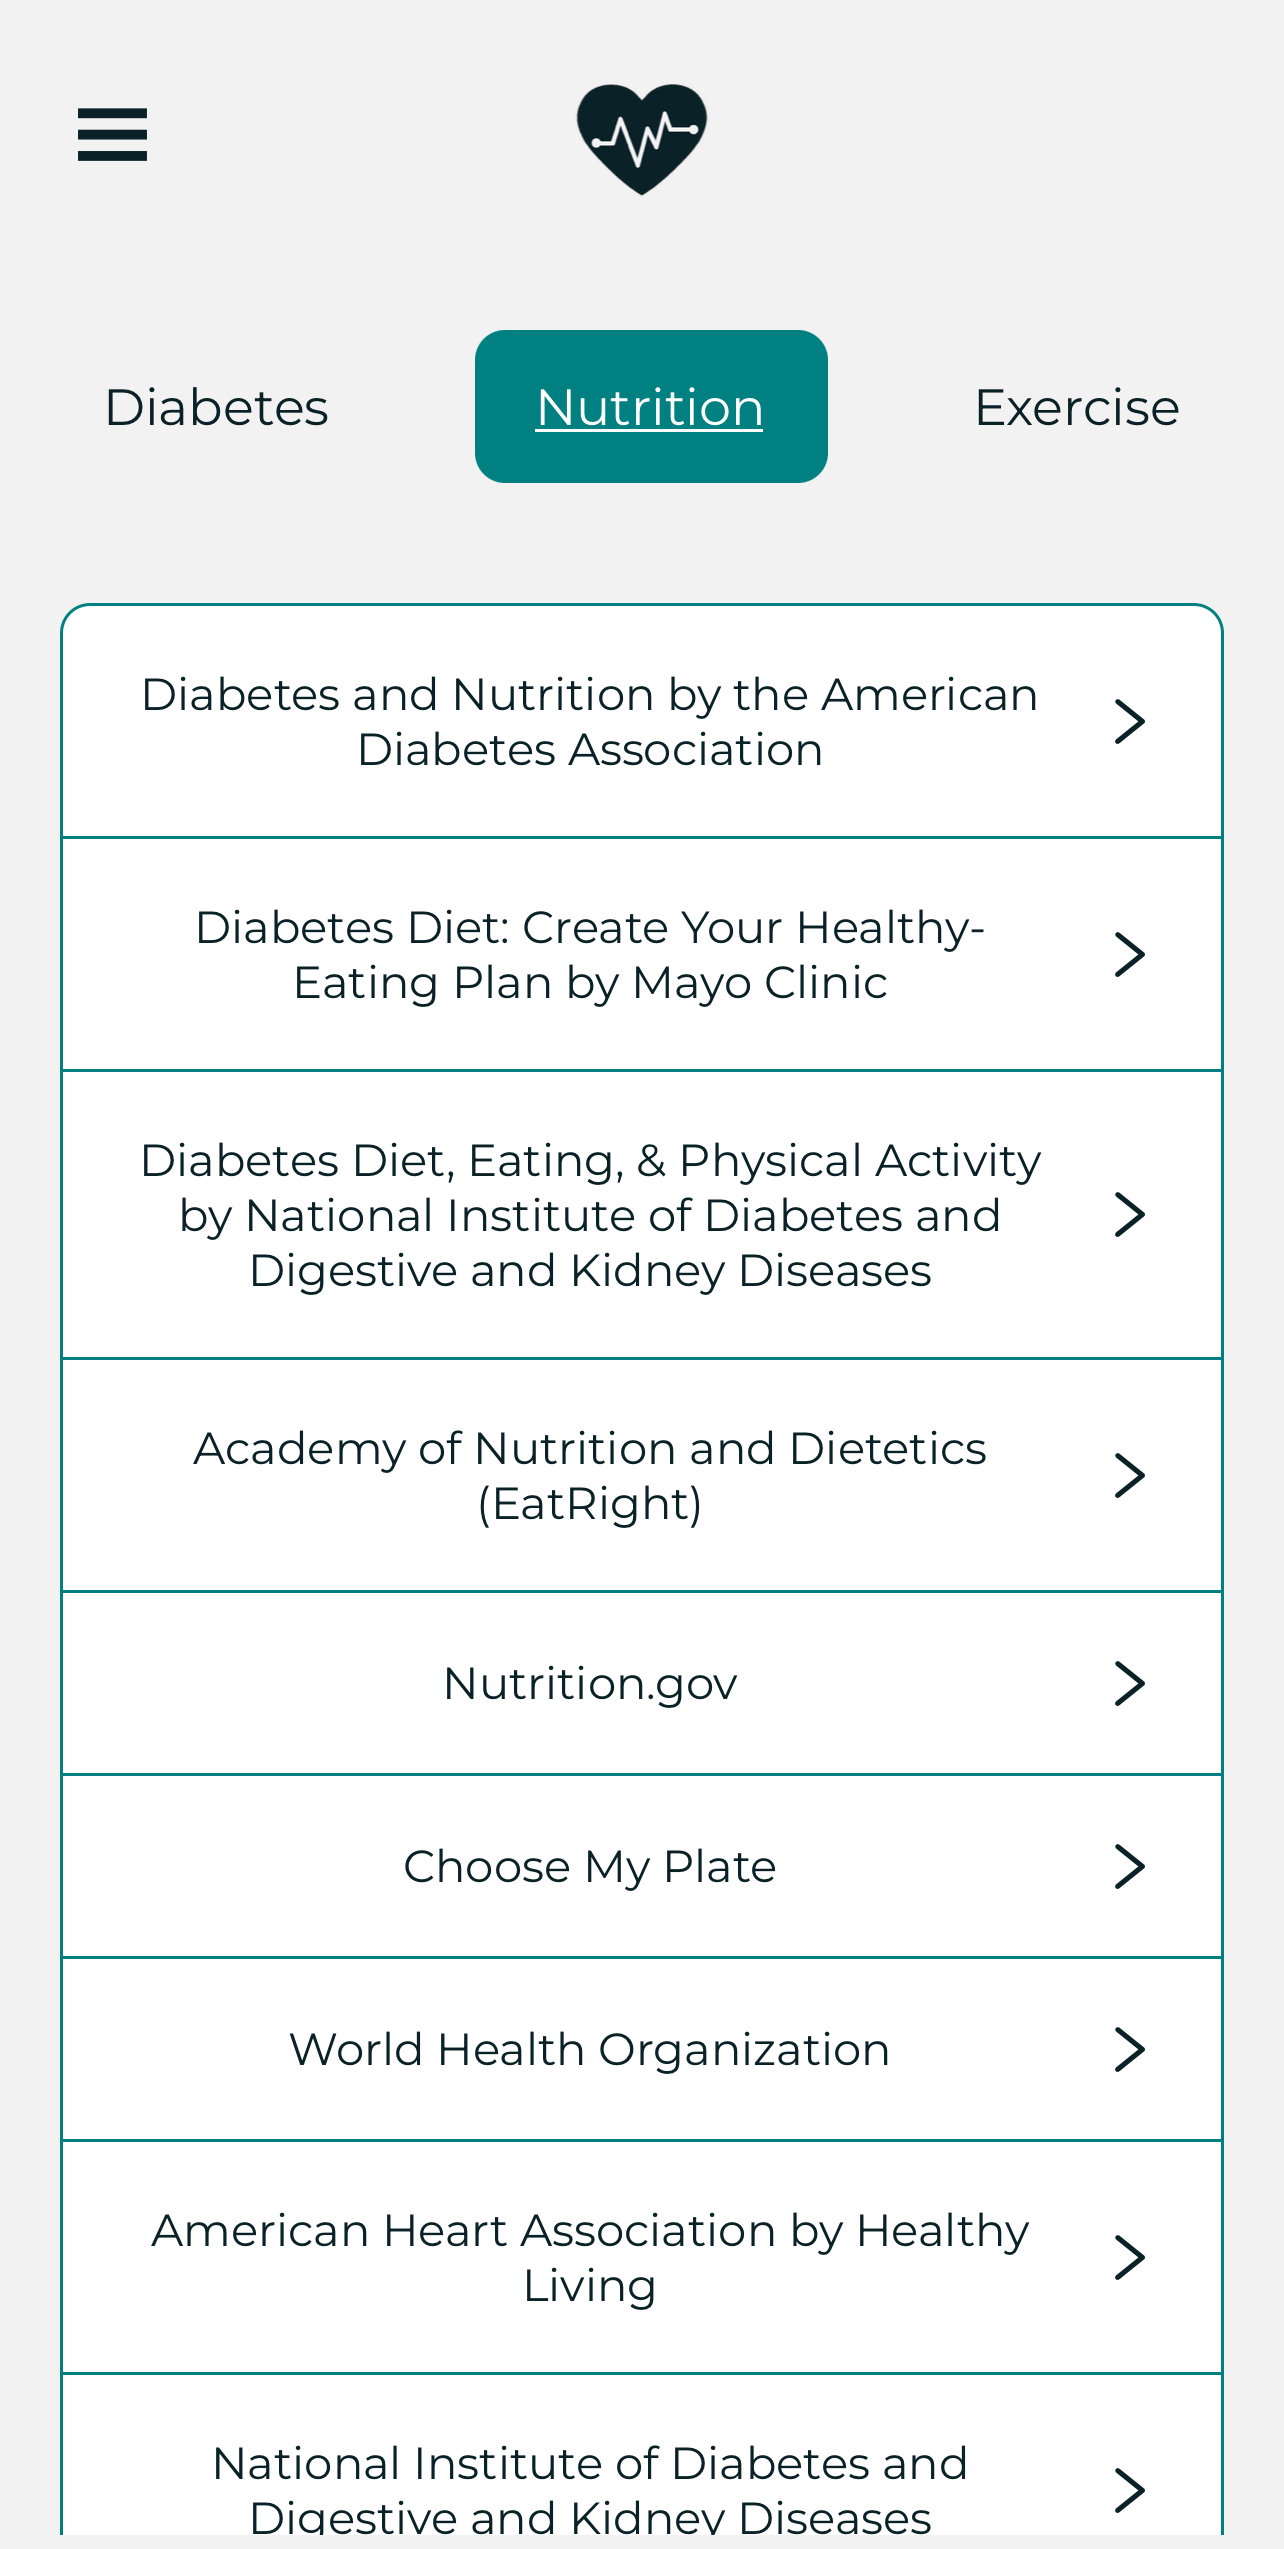 Diabetes
Nutrition
Exercise
Diabetes and Nutrition by the American
Diabetes Association
Diabetes Diet: Create Your Healthy-
Eating Plan by Mayo Clinic
Diabetes Diet, Eating, & Physical Activity
by National Institute of Diabetes and
Digestive and Kidney Diseases
Academy of Nutrition and Dietetics
(EatRight)
Nutrition.gov
Choose My Plate
World Health Organization
American Heart Association by Healthy
Living
National Institute of Diabetes and
Digestive and Kidney Diseases